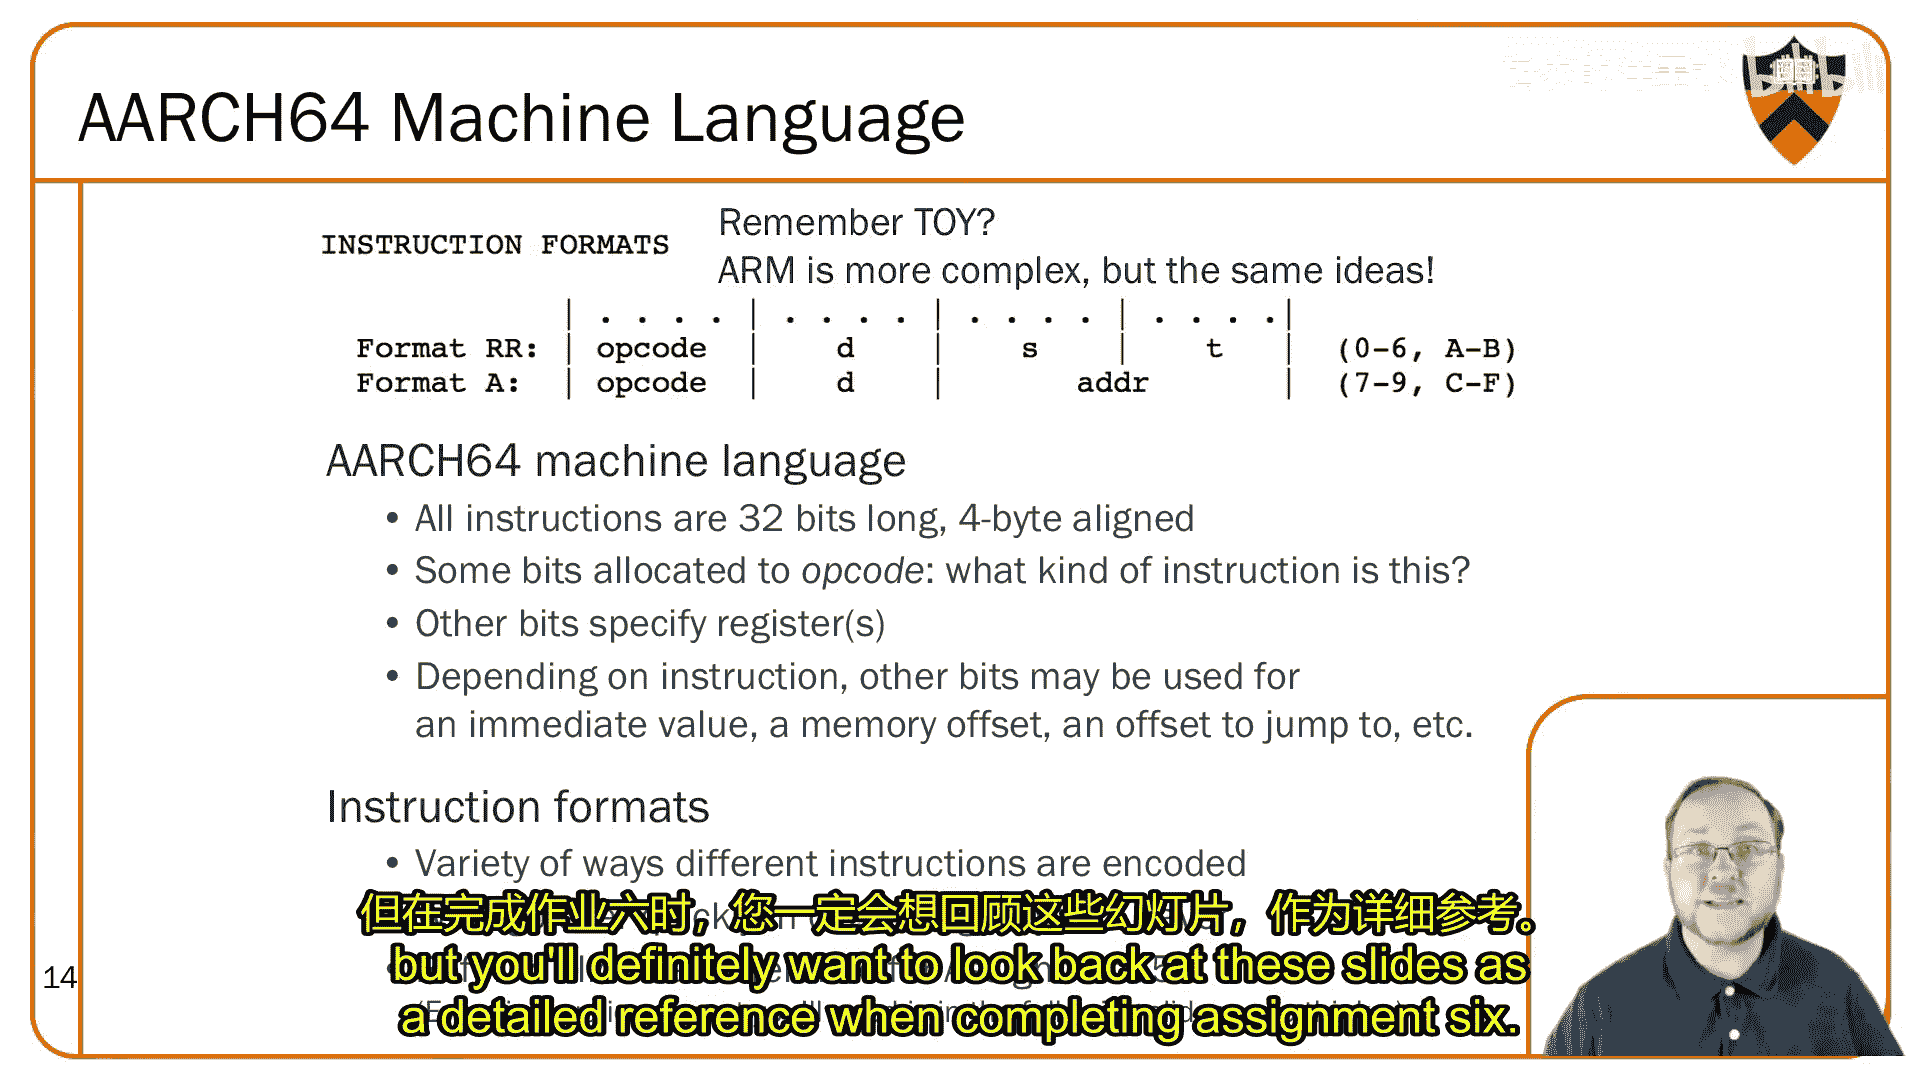 AARCH64 Machine Language
Remember TOY?
INSTRUCTION FORMATS
ARM is more complex, but the same ideas!
| . . . . | . . . . | . . . . | . . . . |
Format RR: | opcode | d | s | t | (0-6, A-B)
Format A: | opcode | d | addr | (7-9, C-F)
AARCH64 machine language
• All instructions are 32 bits long, 4-byte aligned
• Some bits allocated to opcode: what kind of instruction is this?
• Other bits specify register(s)
• Depending on instruction, other bits may be used for
an immediate value, a memory offset, an offset to jump to, etc.
Instruction formats
• Variety of ways different instructions are encoded
但在完成作业六时，您一定会想回顾这些幻灯片，作为详细参考。
but you'll definitely want to look back at these slides as
a detailed reference when completing assignment six.
14